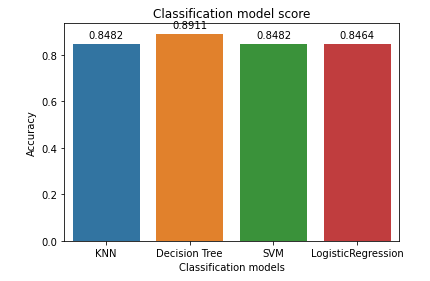 Classification model score
0.8482
0.8911
0.8482
0.8464
0.8
0.6
0.4
0.2
0.0
Accuracy
KNN
Decision Tree
SVM
LogisticRegression
Classification models